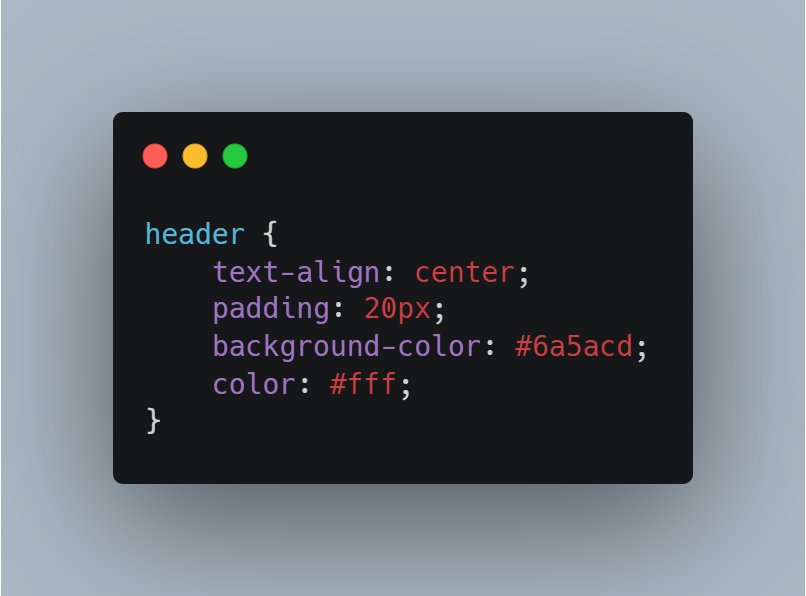 header {
    text-align: center;
    padding: 20px;
    background-color: #6a5acd;
    color: #fff;
}